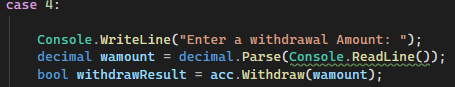 case 4:
Console.WriteLine("Enter a withdrawal Amount: ");
decimal wamount = decimal.Parse(Console.ReadLine());
bool withdrawResult = acc.Withdraw(wamount);